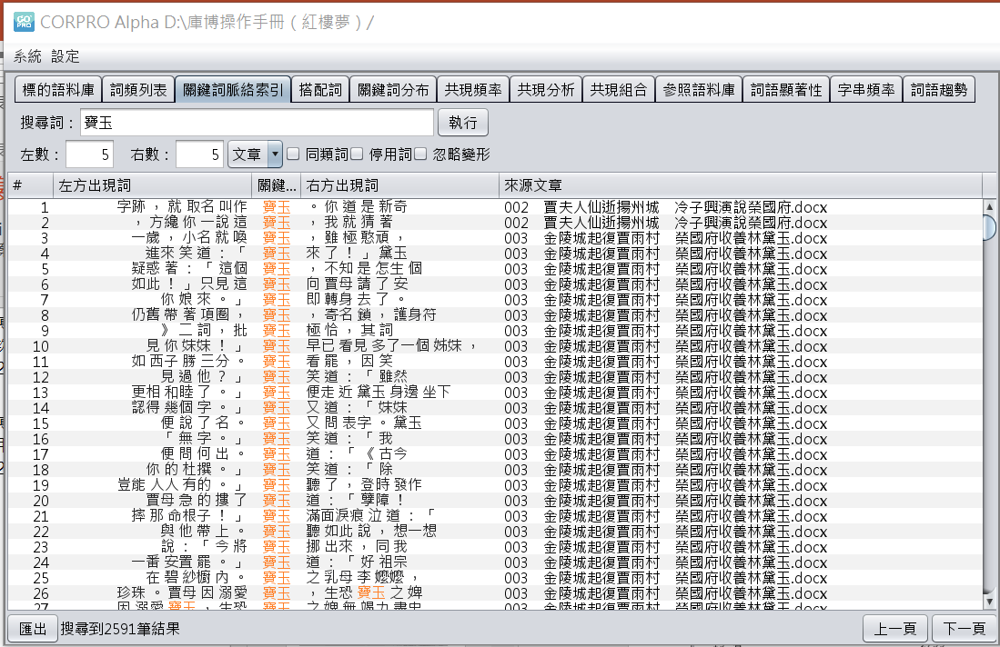 CORPRO Alpha D:\庫博操作手冊（紅樓夢）/
系統 設定
標的語料庫 詞頻列表 關鍵詞脈絡索引 搭配詞 關鍵詞分布 共現頻率 共現分析 共現組合 參照語料庫 詞語顯著性 字串頻率 詞語趨勢
搜尋詞： 寶玉 執行
左數： 5 右數： 5 文章 同類詞 停用詞 忽略變形
# 左方出現詞 關鍵... 右方出現詞 來源文章
1 字跡 ， 就 取名 叫作 寶玉 。 你 道 是 新奇 002 賈夫人仙逝揚州城 冷子興演說榮國府.docx
2 ， 方纔 你 一說 這 寶玉 ， 我 就 猜 著 002 賈夫人仙逝揚州城 冷子興演說榮國府.docx
3 一歲 ， 小名 就 喚 寶玉 ， 雖 極 憨頑 ， 003 金陵城起復賈雨村 榮國府收養林黛玉.docx
4 進來 笑 道 ： 「 寶玉 來 了 ！ 」 黛玉 003 金陵城起復賈雨村 榮國府收養林黛玉.docx
5 疑惑 著 ： 「 這個 寶玉 ， 不知 是 怎生 個 003 金陵城起復賈雨村 榮國府收養林黛玉.docx
6 如此 ！ 」 只見 這 寶玉 向 賈母 請 了 安 003 金陵城起復賈雨村 榮國府收養林黛玉.docx
7 你 娘 來 。 」 寶玉 即 轉身 去 了 。 003 金陵城起復賈雨村 榮國府收養林黛玉.docx
8 仍舊 帶 著 項圈 ， 寶玉 ， 寄名 鎖 ， 護身符 003 金陵城起復賈雨村 榮國府收養林黛玉.docx
9 》 二 詞 ， 批 寶玉 極 恰 ， 其 詞 003 金陵城起復賈雨村 榮國府收養林黛玉.docx
10 見 你 妹妹 ！ 」 寶玉 早已 看見 多 了 一個 姊妹 ， 003 金陵城起復賈雨村 榮國府收養林黛玉.docx
11 如 西子 勝 三分 。 寶玉 看 罷 ， 因 笑 003 金陵城起復賈雨村 榮國府收養林黛玉.docx
12 見 過 他 ？ 」 寶玉 笑 道 ： 「 雖然 003 金陵城起復賈雨村 榮國府收養林黛玉.docx
13 更 相 和睦 了 。 」 寶玉 便 走 近 黛玉 身邊 坐下 003 金陵城起復賈雨村 榮國府收養林黛玉.docx
14 認得 幾個 字 。 」 寶玉 又 道 ： 「 妹妹 003 金陵城起復賈雨村 榮國府收養林黛玉.docx
15 便 說 了 名 。 寶玉 又 問 表字 。 黛玉 003 金陵城起復賈雨村 榮國府收養林黛玉.docx
16 「 無 字 。 」 寶玉 笑 道 ： 「 我 003 金陵城起復賈雨村 榮國府收養林黛玉.docx
17 便 問 何 出 。 寶玉 道 ： 「 《 古今 003 金陵城起復賈雨村 榮國府收養林黛玉.docx
18 你 的 杜撰 。 」 寶玉 笑 道 ： 「 除 003 金陵城起復賈雨村 榮國府收養林黛玉.docx
19 豈能 人人 有的 。 」 寶玉 聽 了 ， 登時 發作 003 金陵城起復賈雨村 榮國府收養林黛玉.docx
20 賈母 急 的 摟 了 寶玉 道 ： 「 孽障 ！ 003 金陵城起復賈雨村 榮國府收養林黛玉.docx
21 摔 那 命根子 ！ 」 寶玉 滿面 淚痕 泣 道 ： 「 003 金陵城起復賈雨村 榮國府收養林黛玉.docx
22 與 他 帶 上 。 寶玉 聽 如此 說 ， 想一想 003 金陵城起復賈雨村 榮國府收養林黛玉.docx
23 說 ： 「 今 將 寶玉 挪 出來 ， 同 我 003 金陵城起復賈雨村 榮國府收養林黛玉.docx
24 一番 安置 罷 。 」 寶玉 道 ： 「 好 祖宗 003 金陵城起復賈雨村 榮國府收養林黛玉.docx
25 在 碧 紗櫥 內 。 寶玉 之 乳母 李 嬤嬤 ， 003 金陵城起復賈雨村 榮國府收養林黛玉.docx
26 珍珠 。 賈母 因 溺愛 寶玉 ， 生恐 寶玉 之 婢 003 金陵城起復賈雨村 榮國府收養林黛玉.docx
27 因 溺愛 寶玉 ， 生恐 寶玉 之 婢 無 竭力 盡忠 003 金陵城起復賈雨村 榮國府收養林黛玉.docx
匯出 搜尋到2591筆結果 上一頁 下一頁